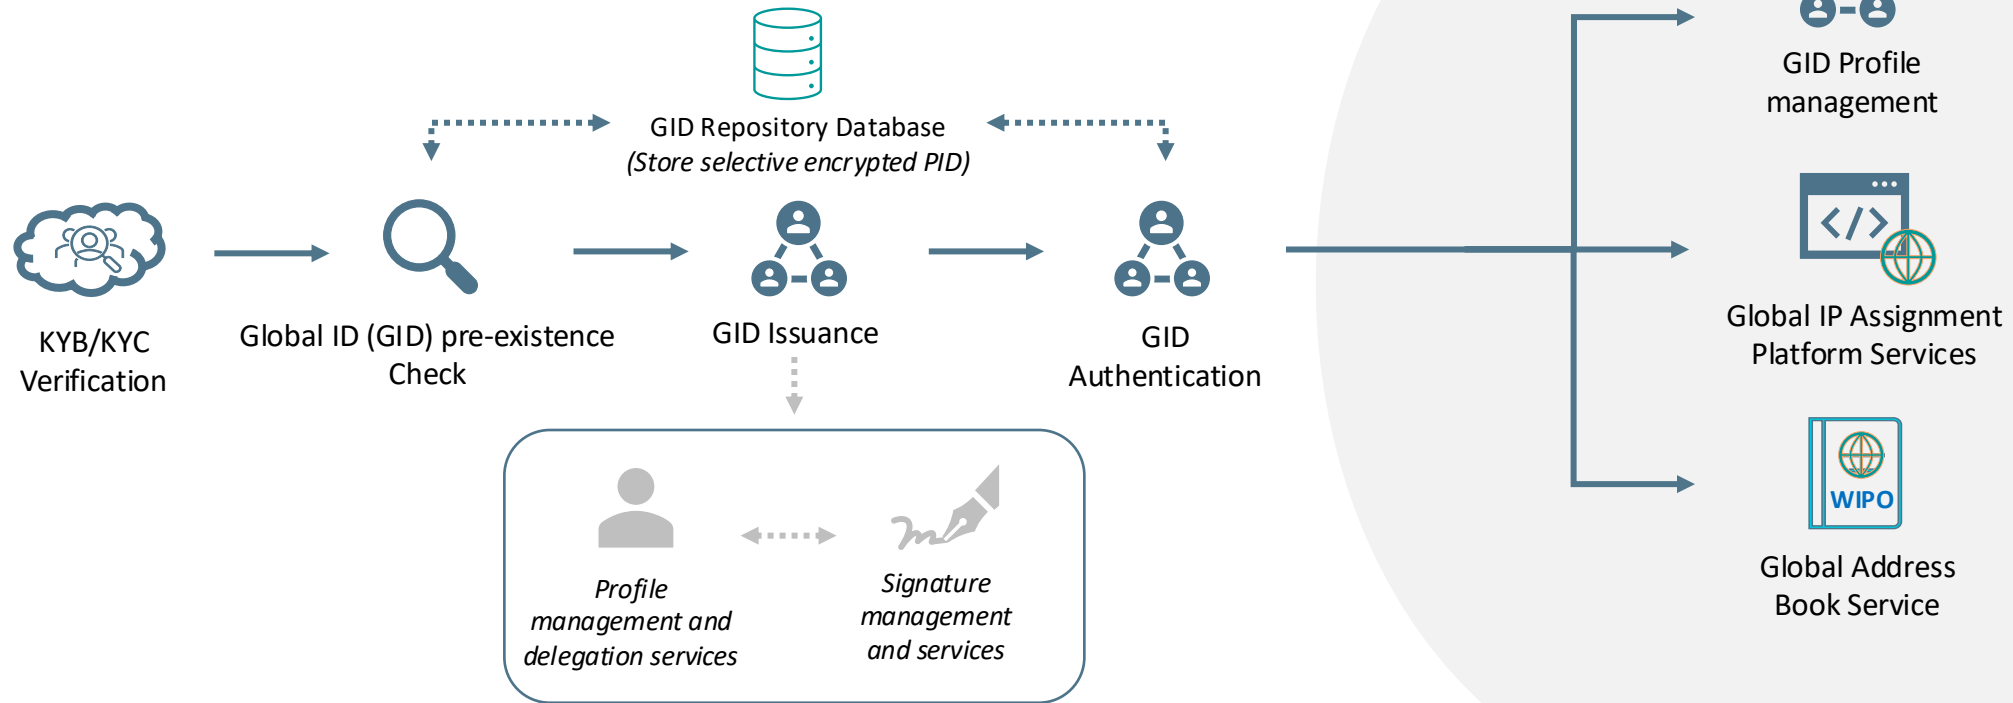 GID Profile
management
GID Repository Database
(Store selective encrypted PID)
KYB/KYC
Verification
Global ID (GID) pre-existence
Check
GID Issuance
GID
Authentication
Global IP Assignment
Platform Services
WIPO
Global Address
Book Service
Profile
management and
delegation services
Signature
management
and services